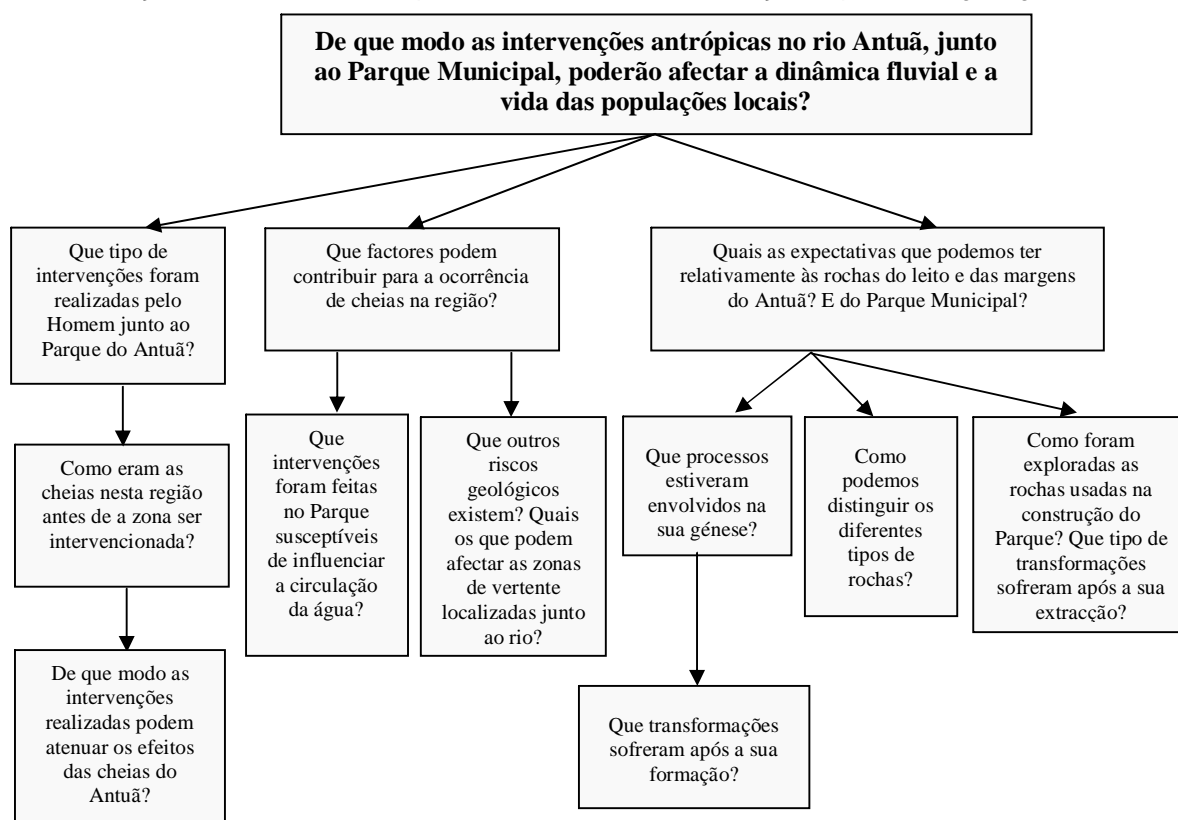 De que modo as intervenções antrópicas no rio Antuã, junto
ao Parque Municipal, poderão afectar a dinâmica fluvial e a
vida das populações locais?
Que tipo de
intervenções foram
realizadas pelo
Homem junto ao
Parque do Antuã?
Que factores podem
contribuir para a ocorrência
de cheias na região?
Quais as expectativas que podemos ter
relativamente às rochas do leito e das margens
do Antuã? E do Parque Municipal?
Como eram as
cheias nesta região
antes de a zona ser
intervencionada?
Que
intervenções
foram feitas
no Parque
susceptíveis
de influenciar
a circulação
da água?
Que outros
riscos
geológicos
existem? Quais
os que podem
afectar as zonas
de vertente
localizadas junto
ao rio?
Que processos
estiveram
envolvidos na
sua génese?
Como
podemos
distinguir os
diferentes
tipos de
rochas?
Como foram
exploradas as
rochas usadas na
construção do
Parque? Que tipo de
transformações
sofreram após a sua
extracção?
De que modo as
intervenções
realizadas podem
atenuar os efeitos
das cheias do
Antuã?
Que transformações
sofreram após a sua
formação?